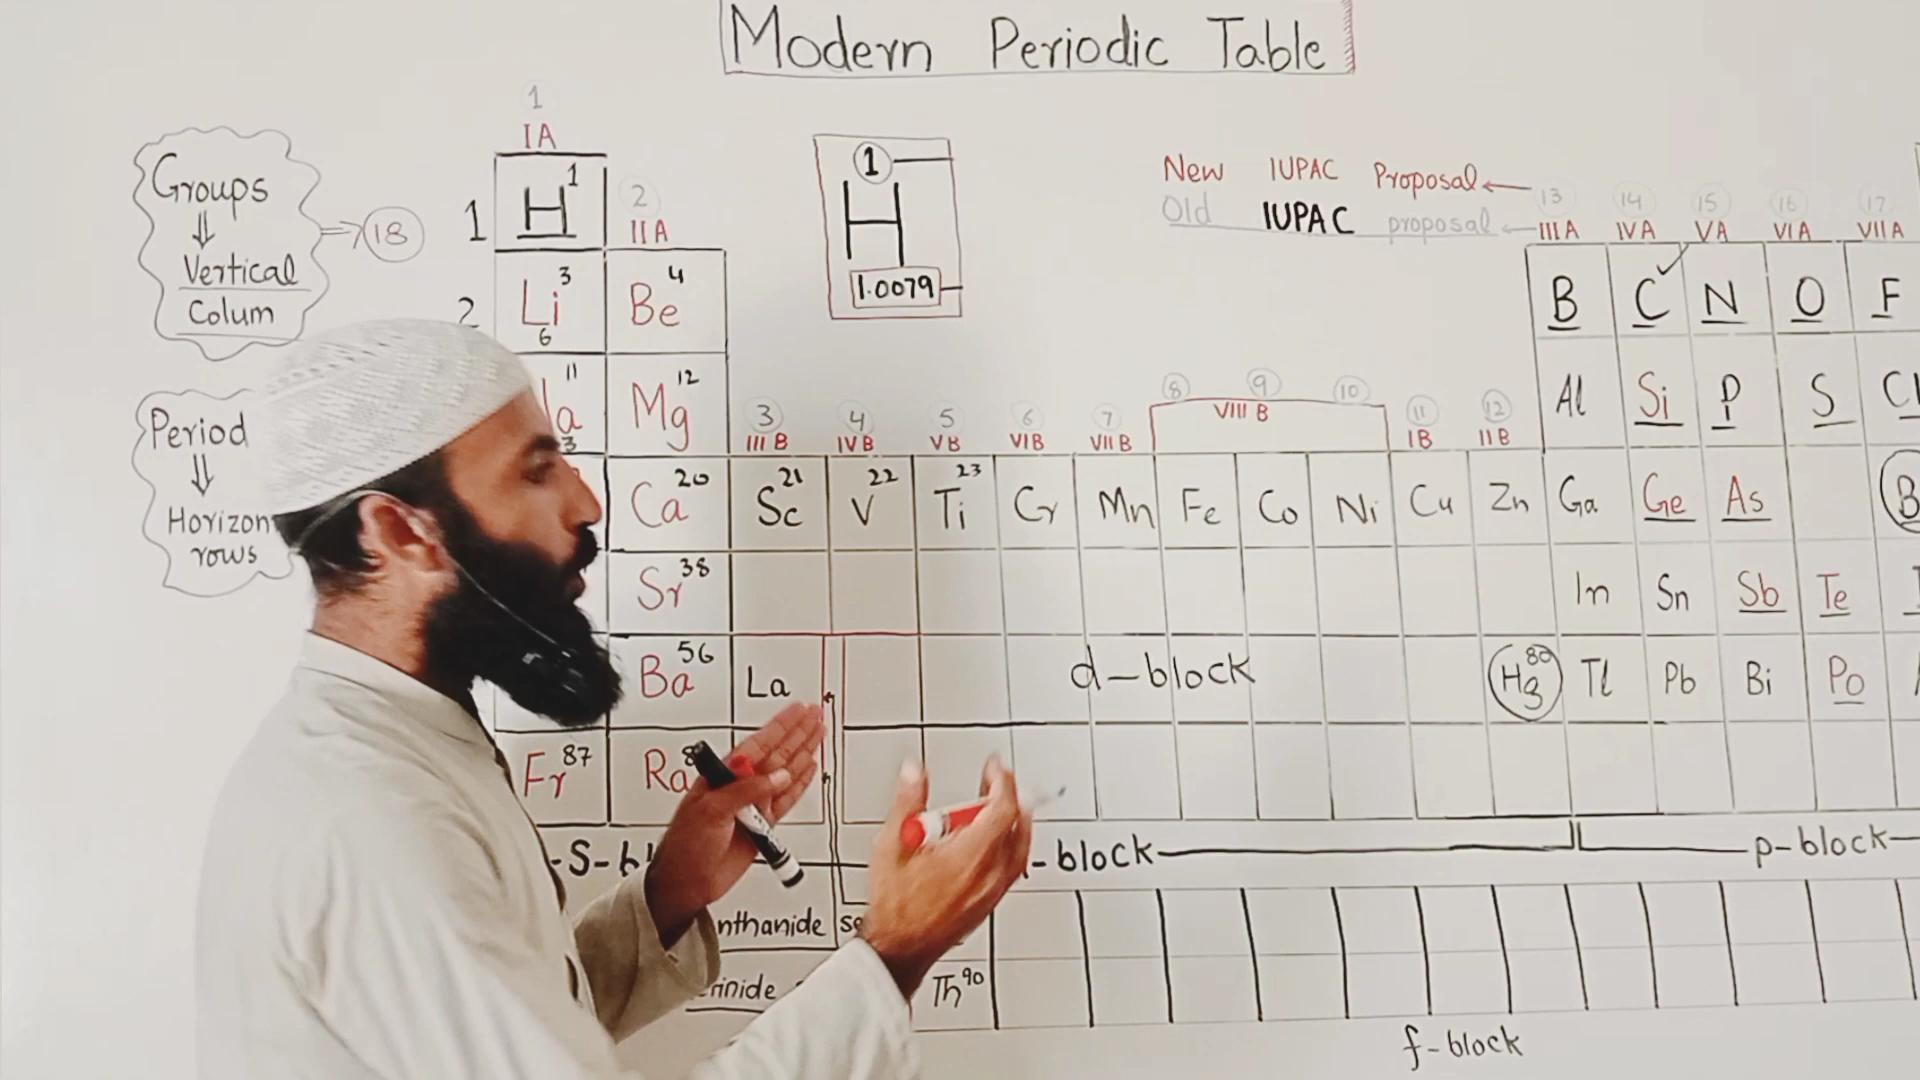 Modern Periodic Table
1
IA
Groups
Vertical
Colum
18
1
H 1
2
IIA
1
H
1.0079
New IUPAC Proposal
Old IUPAC proposal
13 14 15 16 17
IIIA IVA VA VIA VIIA
2
Li 3
6
Be 4
B C N O F
Period
Horizon
rows
11
a
3
Mg 12
Al Si P S Cl
3 4 5 6 7 8 9 10 11 12
IIIB IVB VB VIB VIIB VIIIB IB IIB
Ca 20
Sc 21
V 22
Ti 23
Cr Mn Fe Co Ni Cu Zn Ga Ge As B
Sr 38
In Sn Sb Te
Ba 56
La
d-block
Hg 80
Tl Pb Bi Po
Fr 87
Ra 8
S-b
-block
p-block
nthanide se
inide
Th 90
f-block